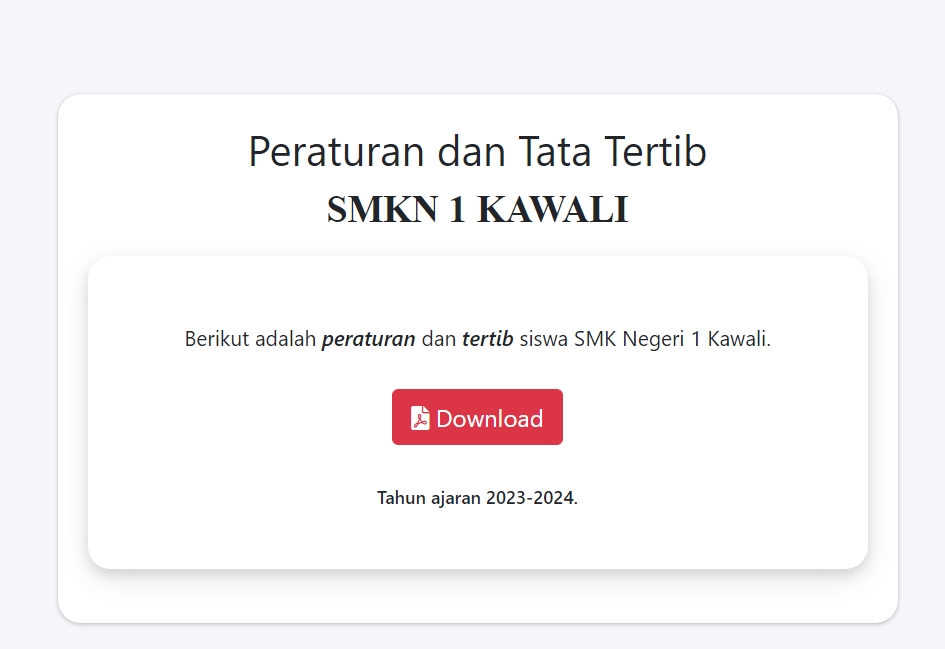 Peraturan dan Tata Tertib
SMKN 1 KAWALI
Berikut adalah peraturan dan tertib siswa SMK Negeri 1 Kawali.
Download
Tahun ajaran 2023-2024.